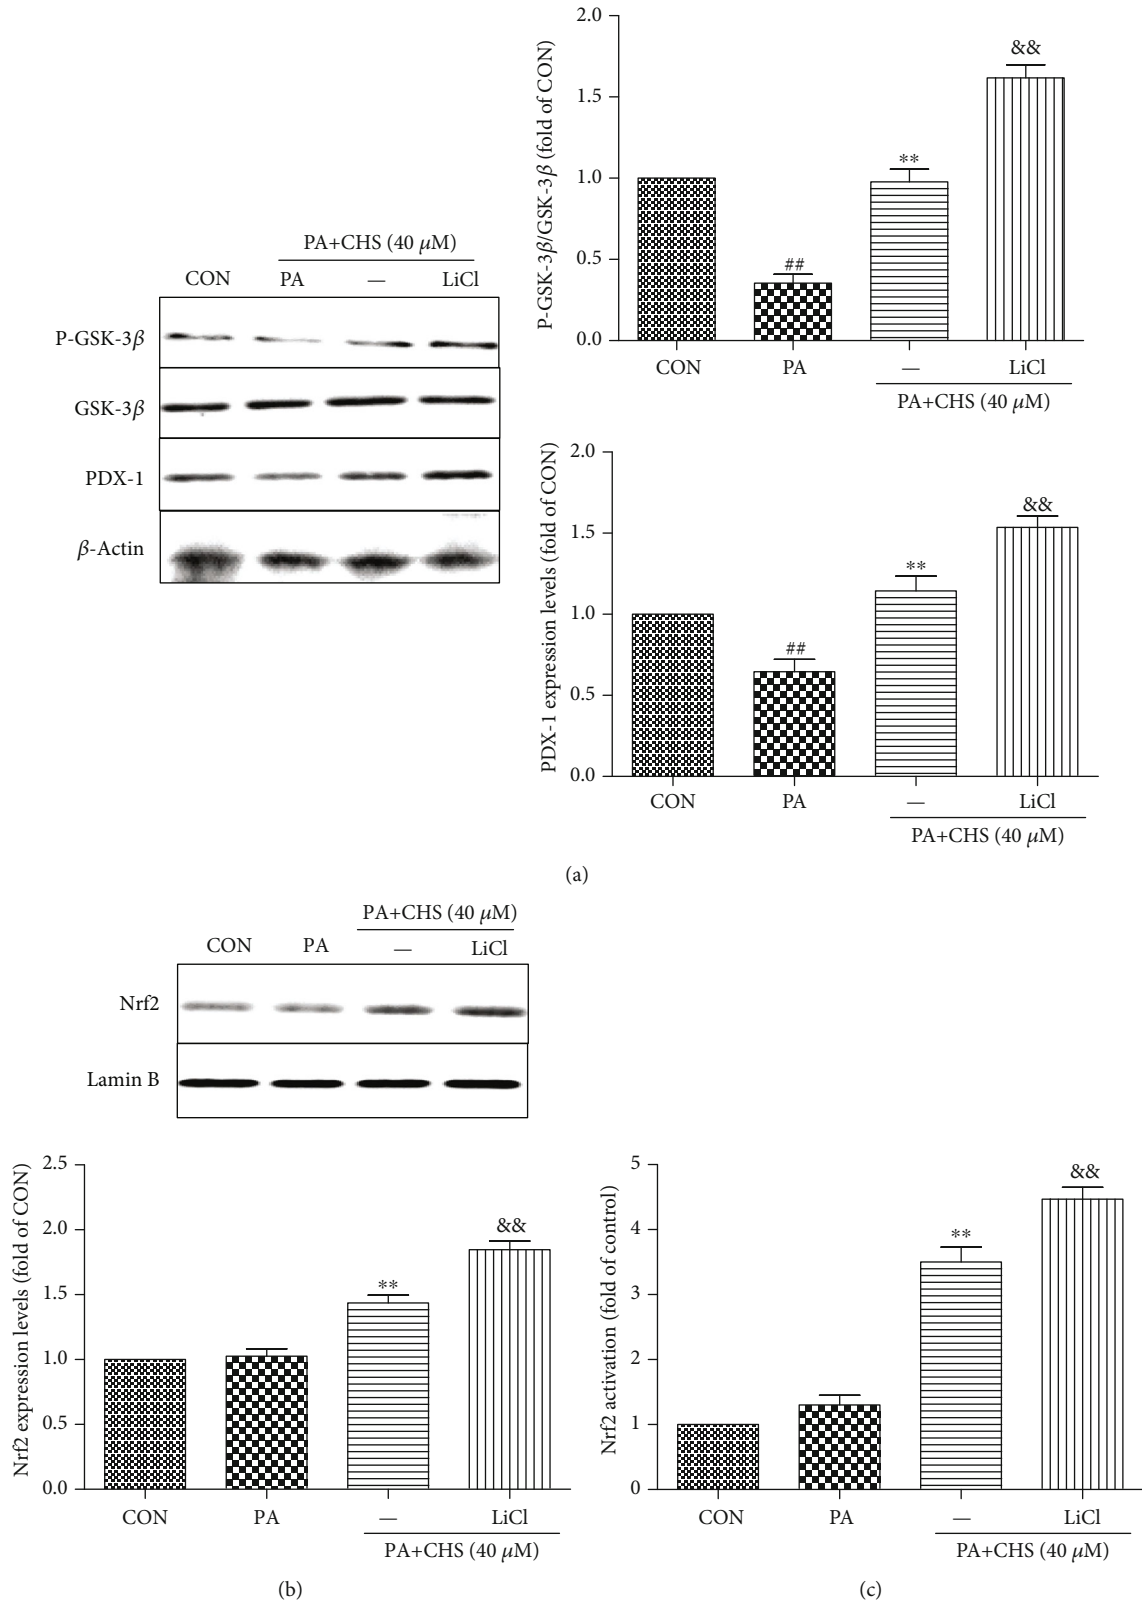 PA+CHS (40 μM)
CON PA — LiCl
P-GSK-3β
GSK-3β
PDX-1
β-Actin
P-GSK-3β/GSK-3β (fold of CON)
2.0
1.5
1.0
0.5
0.0
##
**
&&
CON PA — LiCl
PA+CHS (40 μM)
PDX-1 expression levels (fold of CON)
2.0
1.5
1.0
0.5
0.0
##
**
&&
CON PA — LiCl
PA+CHS (40 μM)
(a)
PA+CHS (40 μM)
CON PA — LiCl
Nrf2
Lamin B
Nrf2 expression levels (fold of CON)
2.5
2.0
1.5
1.0
0.5
0.0
**
&&
CON PA — LiCl
PA+CHS (40 μM)
(b)
Nrf2 activation (fold of control)
5
4
3
2
1
0
**
&&
CON PA — LiCl
PA+CHS (40 μM)
(c)